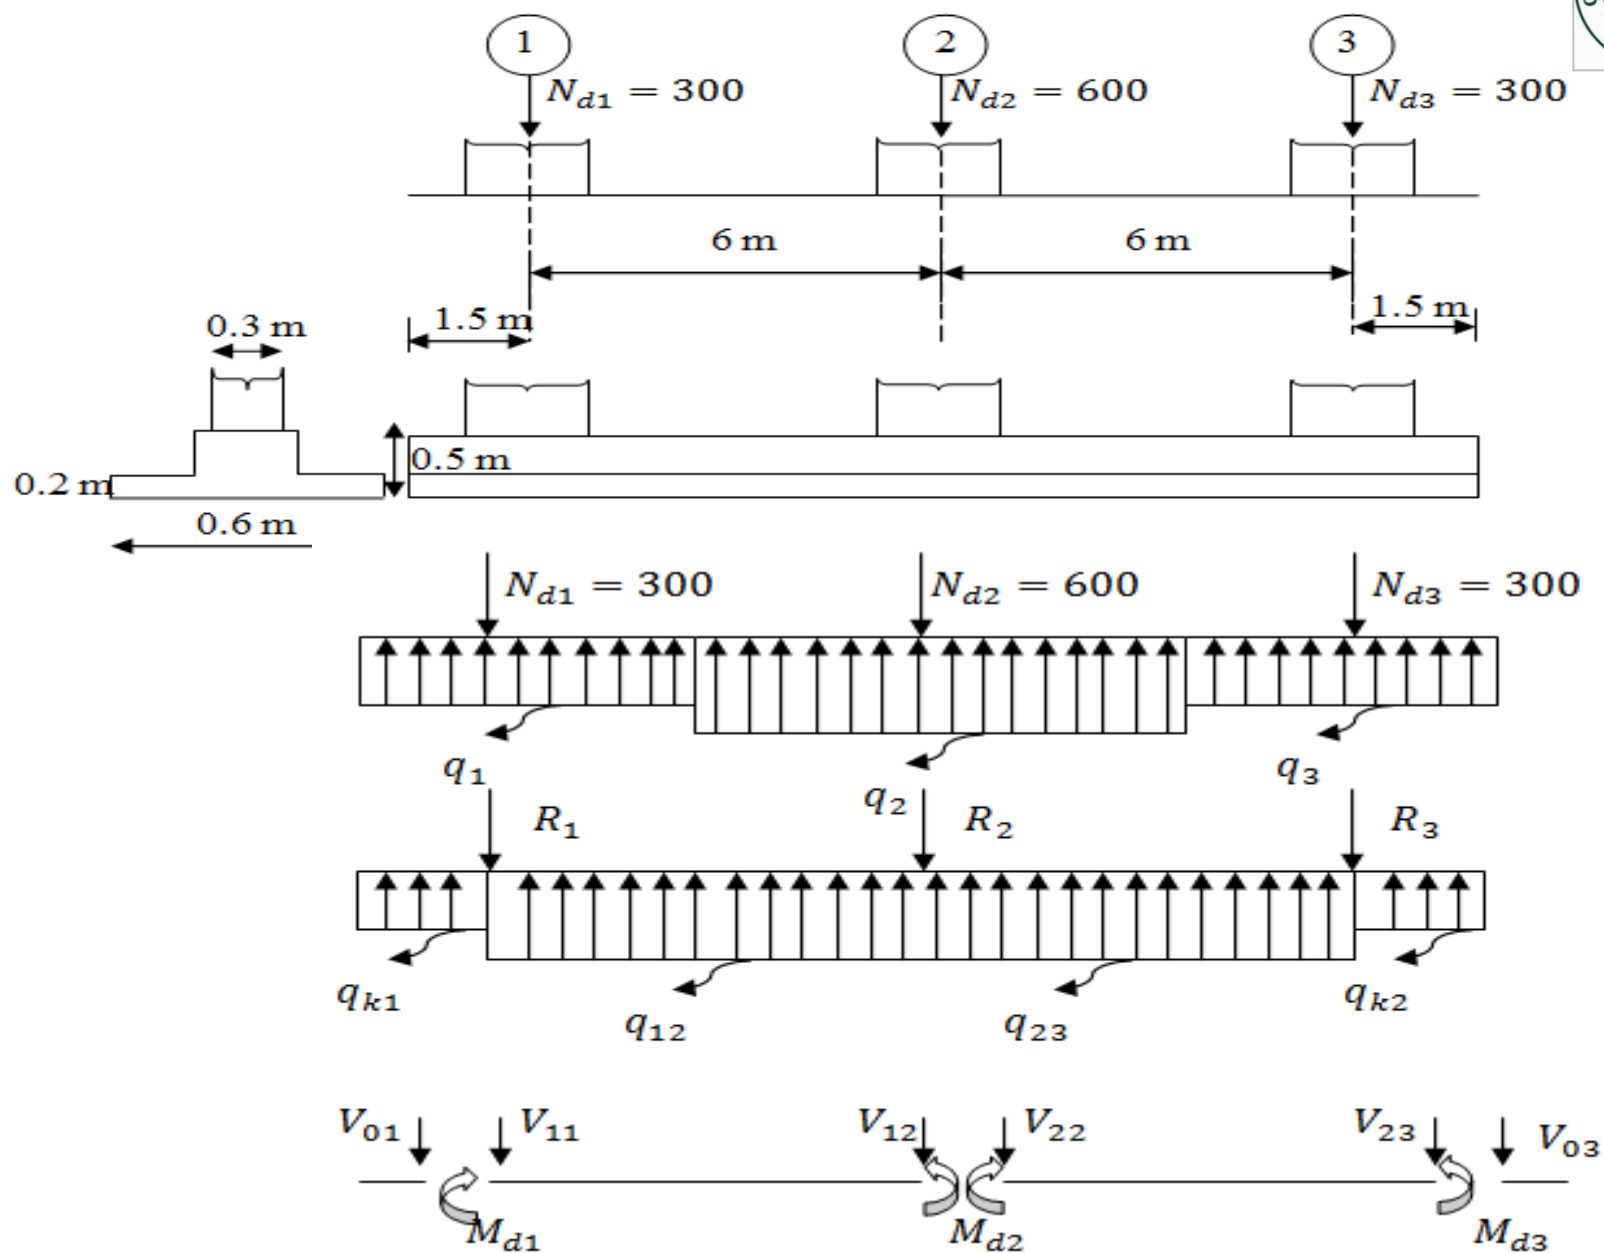 1 2 3
N_{d1} = 300 N_{d2} = 600 N_{d3} = 300
6 m 6 m
0.3 m 1.5 m 1.5 m
0.5 m
0.2 m
0.6 m
N_{d1} = 300 N_{d2} = 600 N_{d3} = 300
q_1 q_2 q_3
R_1 R_2 R_3
q_{k1} q_{12} q_{23} q_{k2}
V_{01} V_{11} V_{12} V_{22} V_{23} V_{03}
M_{d1} M_{d2} M_{d3}